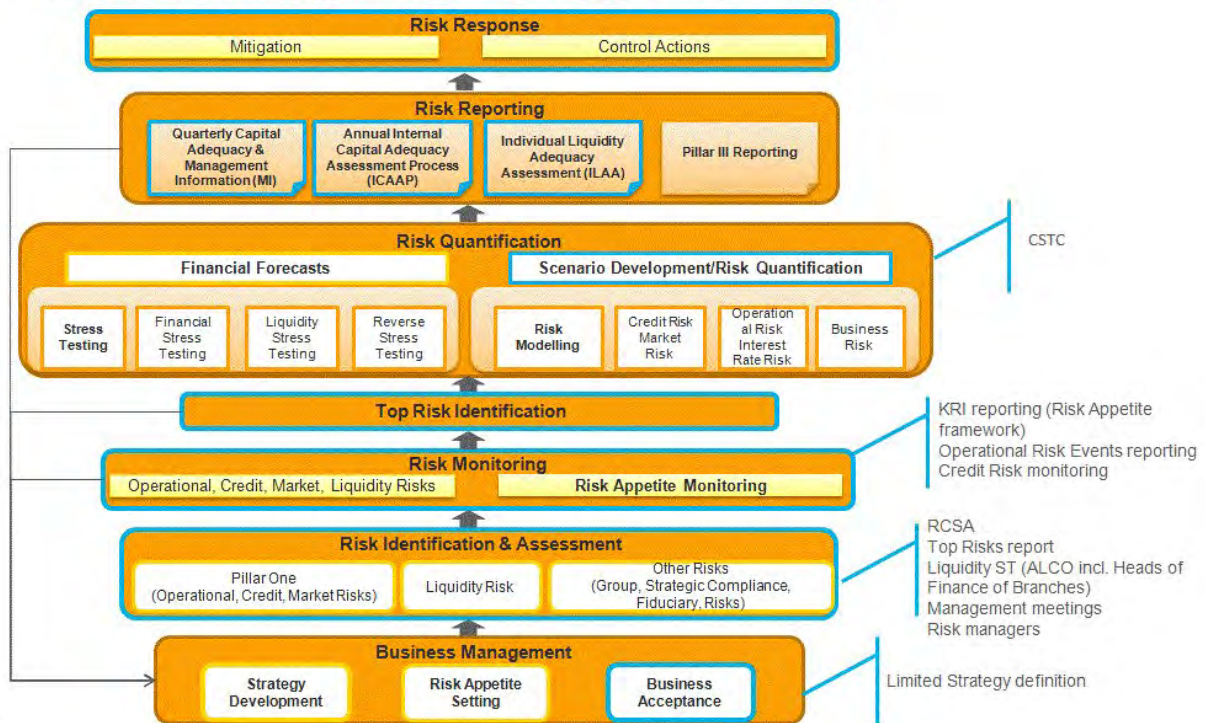 Risk Response
Mitigation
Control Actions
Risk Reporting
Quarterly Capital
Adequacy &
Management
Information (MI)
Annual Internal
Capital Adequacy
Assessment Process
(ICAAP)
Individual Liquidity
Adequacy
Assessment (ILAA)
Pillar III Reporting
Risk Quantification
Financial Forecasts
Scenario Development/Risk Quantification
Stress
Testing
Financial
Stress
Testing
Liquidity
Stress
Testing
Reverse
Stress
Testing
Risk
Modelling
Credit Risk
Market
Risk
Operation
al Risk
Interest
Rate Risk
Business
Risk
CSTC
Top Risk Identification
Risk Monitoring
Operational, Credit, Market, Liquidity Risks
Risk Appetite Monitoring
KRI reporting (Risk Appetite
framework)
Operational Risk Events reporting
Credit Risk monitoring
Risk Identification & Assessment
Pillar One
(Operational, Credit, Market Risks)
Liquidity Risk
Other Risks
(Group, Strategic Compliance,
Fiduciary, Risks)
RCSA
Top Risks report
Liquidity ST (ALCO incl. Heads of
Finance of Branches)
Management meetings
Risk managers
Business Management
Strategy
Development
Risk Appetite
Setting
Business
Acceptance
Limited Strategy definition